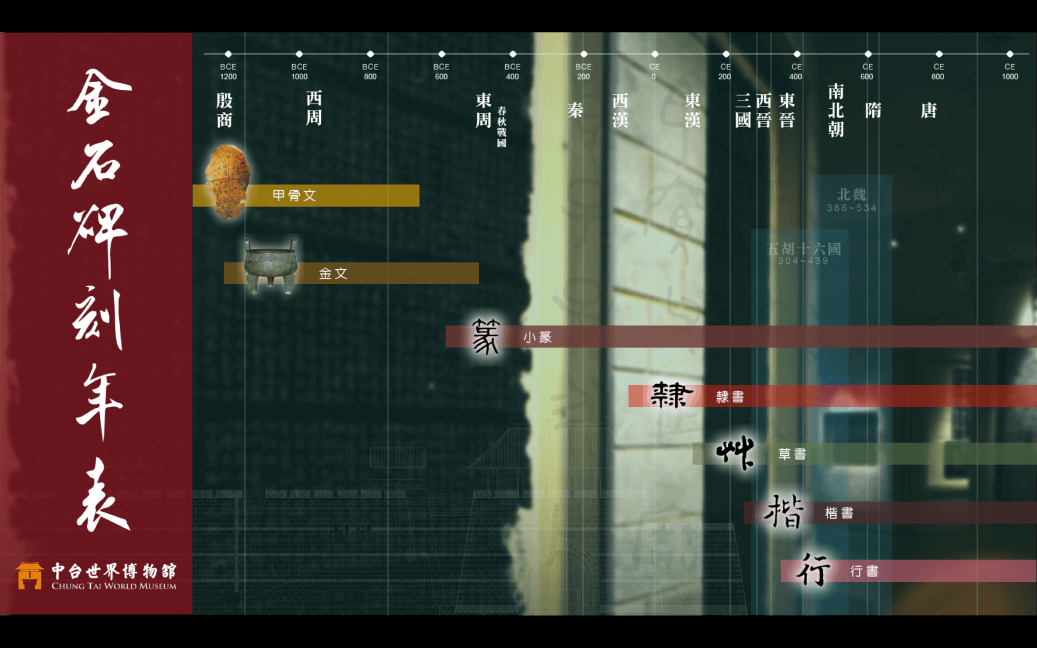 金石碑刻年表
中台世界博物館
CHUNG TAI WORLD MUSEUM
BCE 1200
BCE 1000
BCE 800
BCE 600
BCE 400
BCE 200
CE 0
CE 200
CE 400
CE 600
CE 800
CE 1000
殷商
西周
東周
春秋戰國
秦
西漢
東漢
三國
西晉
東晉
南北朝
隋
唐
北魏
386~534
五胡十六國
304~439
甲骨文
金文
篆 小篆
隸 隸書
艸 草書
楷 楷書
行 行書